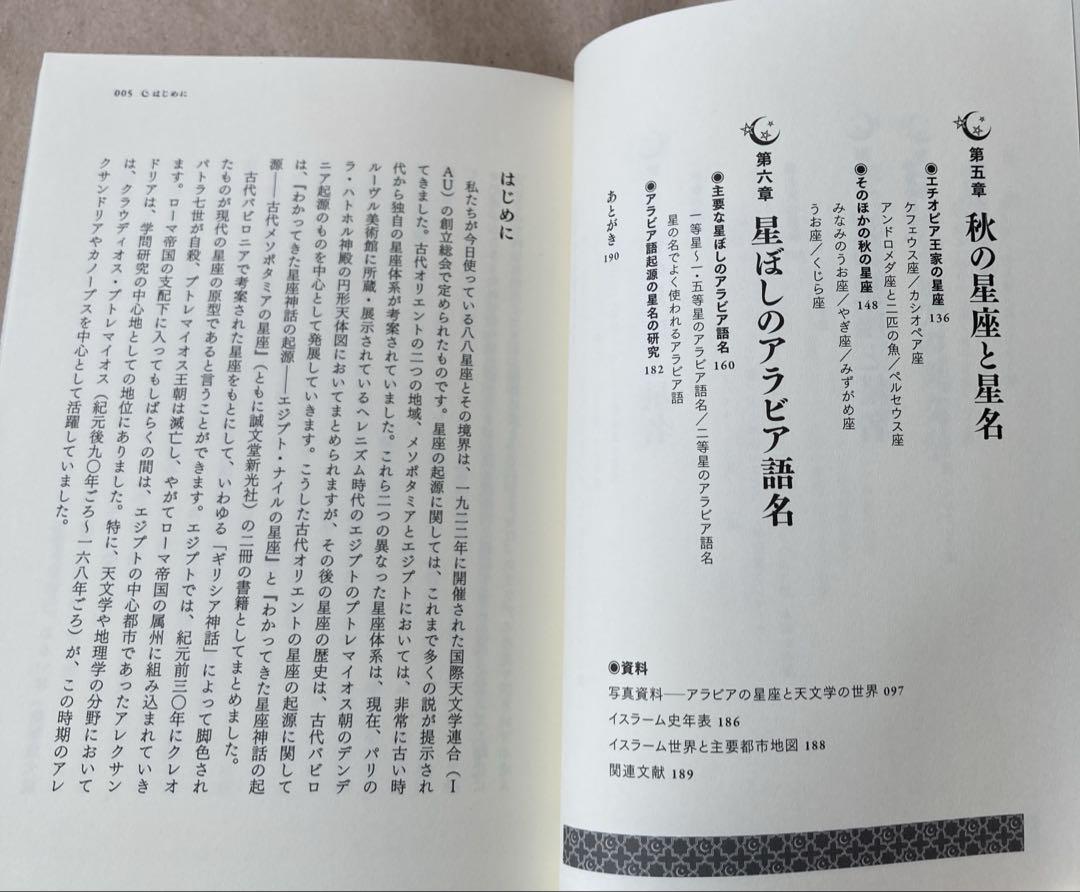 第五章 秋の星座と星名
◉エチオピア王家の星座 136
ケフェウス座／カシオペア座
アンドロメダ座と二匹の魚／ペルセウス座
◉そのほかの秋の星座 148
みなみのうお座／やぎ座／みずがめ座
うお座／くじら座
第六章 星ぼしのアラビア語名
◉主要な星ぼしのアラビア語名 160
一等星〜一・五等星のアラビア語名／二等星のアラビア語名
星の名でよく使われるアラビア語
◉アラビア語起源の星名の研究 182
あとがき 190
◉資料
写真資料──アラビアの星座と天文学の世界 097
イスラーム史年表 186
イスラーム世界と主要都市地図 188
関連文献 189
005 はじめに
はじめに
私たちが今日使っている八八星座とその境界は、一九二二年に開催された国際天文学連合（I
AU）の創立総会で定められたものです。星座の起源に関しては、これまで多くの説が提示され
てきました。古代オリエントの二つの地域、メソポタミアとエジプトにおいては、非常に古い時
代から独自の星座体系が考案されていました。これら二つの異なった星座体系は、現在、パリの
ルーヴル美術館に所蔵・展示されているヘレニズム時代のエジプトのプトレマイオス朝のデンデ
ラ・ハトホル神殿の円形天体図においてまとめられますが、その後の星座の歴史は、古代バビロ
ニア起源のものを中心として発展していきます。こうした古代オリエントの星座の起源に関して
は、『わかってきた星座神話の起源──エジプト・ナイルの星座』と『わかってきた星座神話の起
源──古代メソポタミアの星座』（ともに誠文堂新光社）の二冊の書籍としてまとめました。
古代バビロニアで考案された星座をもとにして、いわゆる「ギリシア神話」によって脚色され
たものが現代の星座の原型であると言うことができます。エジプトでは、紀元前三〇年にクレオ
パトラ七世が自殺、プトレマイオス王朝は滅亡し、やがてローマ帝国の属州に組み込まれていき
ます。ローマ帝国の支配下に入ってもしばらくの間は、エジプトの中心都市であったアレクサン
ドリアは、学問研究の中心地としての地位にありました。特に、天文学や地理学の分野において
は、クラウディオス・プトレマイオス（紀元後九〇年ごろ〜一六八年ごろ）が、この時期のアレ
クサンドリアやカノープスを中心として活躍していました。